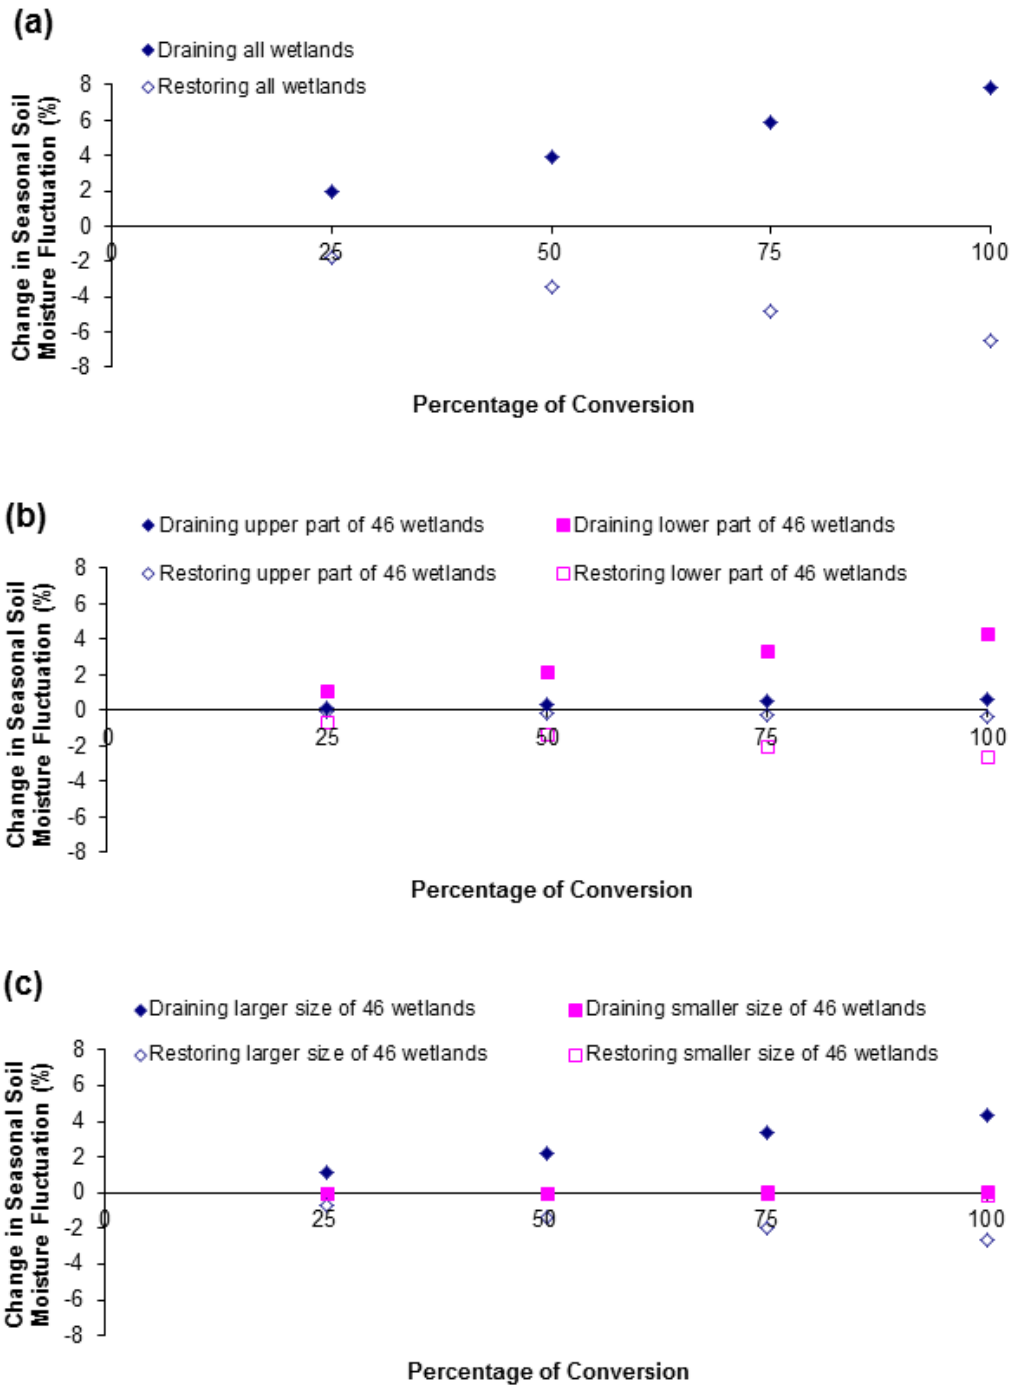 (a)
Draining all wetlands
Restoring all wetlands
Change in Seasonal Soil
Moisture Fluctuation (%)
8
6
4
2
0
-2
-4
-6
-8
0 25 50 75 100
Percentage of Conversion
(b)
Draining upper part of 46 wetlands Draining lower part of 46 wetlands
Restoring upper part of 46 wetlands Restoring lower part of 46 wetlands
Change in Seasonal Soil
Moisture Fluctuation (%)
8
6
4
2
0
-2
-4
-6
-8
0 25 50 75 100
Percentage of Conversion
(c)
Draining larger size of 46 wetlands Draining smaller size of 46 wetlands
Restoring larger size of 46 wetlands Restoring smaller size of 46 wetlands
Change in Seasonal Soil
Moisture Fluctuation (%)
8
6
4
2
0
-2
-4
-6
-8
0 25 50 75 100
Percentage of Conversion